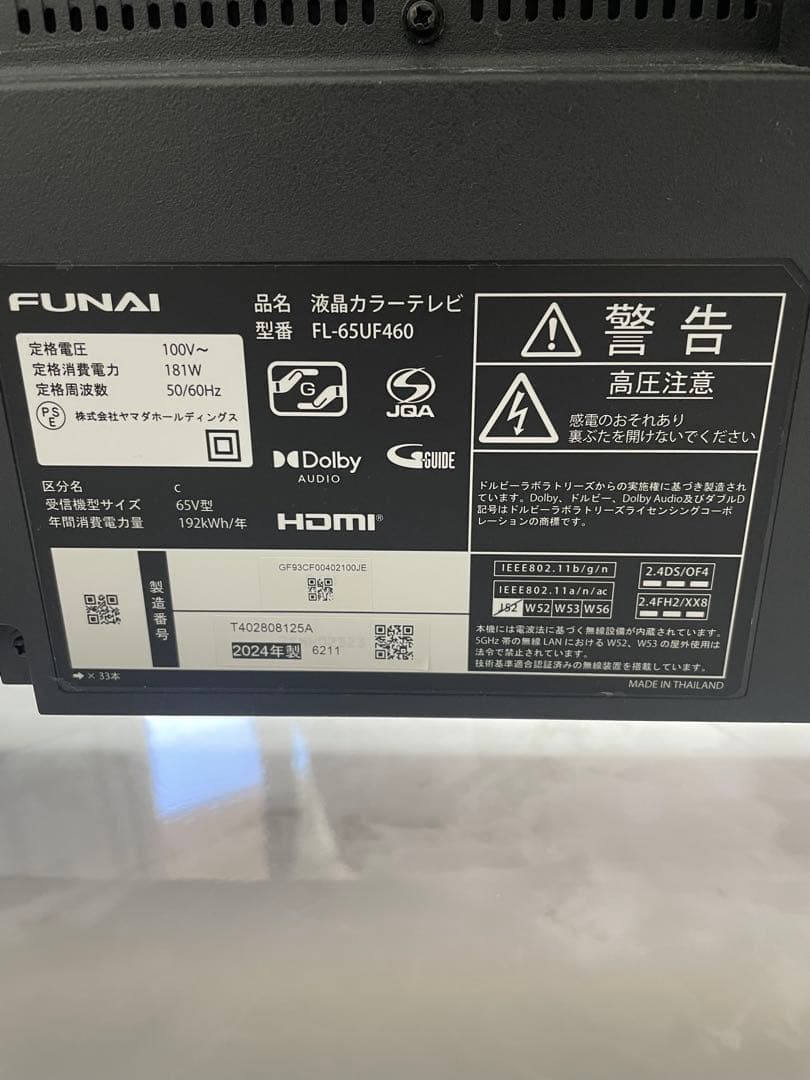 FUNAI
品名 液晶カラーテレビ
型番 FL-65UF460
定格電圧 100V～
定格消費電力 181W
定格周波数 50/60Hz
PSE 株式会社ヤマダホールディングス
G
JQA
Dolby
AUDIO
G-GUIDE
HDMI®
区分名 C
受信機型サイズ 65V型
年間消費電力量 192kWh/年
製造番号
GF93CF00402100JE
T402808125A
2024年製 6211
➡ × 33本
警告
高圧注意
感電のおそれあり
裏ぶたを開けないでください
ドルビーラボラトリーズからの実施権に基づき製造され
ています。Dolby、ドルビー、Dolby Audio及びダブルD
記号はドルビーラボラトリーズライセンシングコーポ
レーションの商標です。
IEEE802.11b/g/n
IEEE802.11a/n/ac
J52 W52 W53 W56
2.4DS/OF4
2.4FH2/XX8
本機には電波法に基づく無線設備が内蔵されています。
5GHz 帯の無線 LAN における W52、W53 の屋外使用は
法令で禁止されています。
技術基準適合認証済みの無線装置を搭載しています。
MADE IN THAILAND